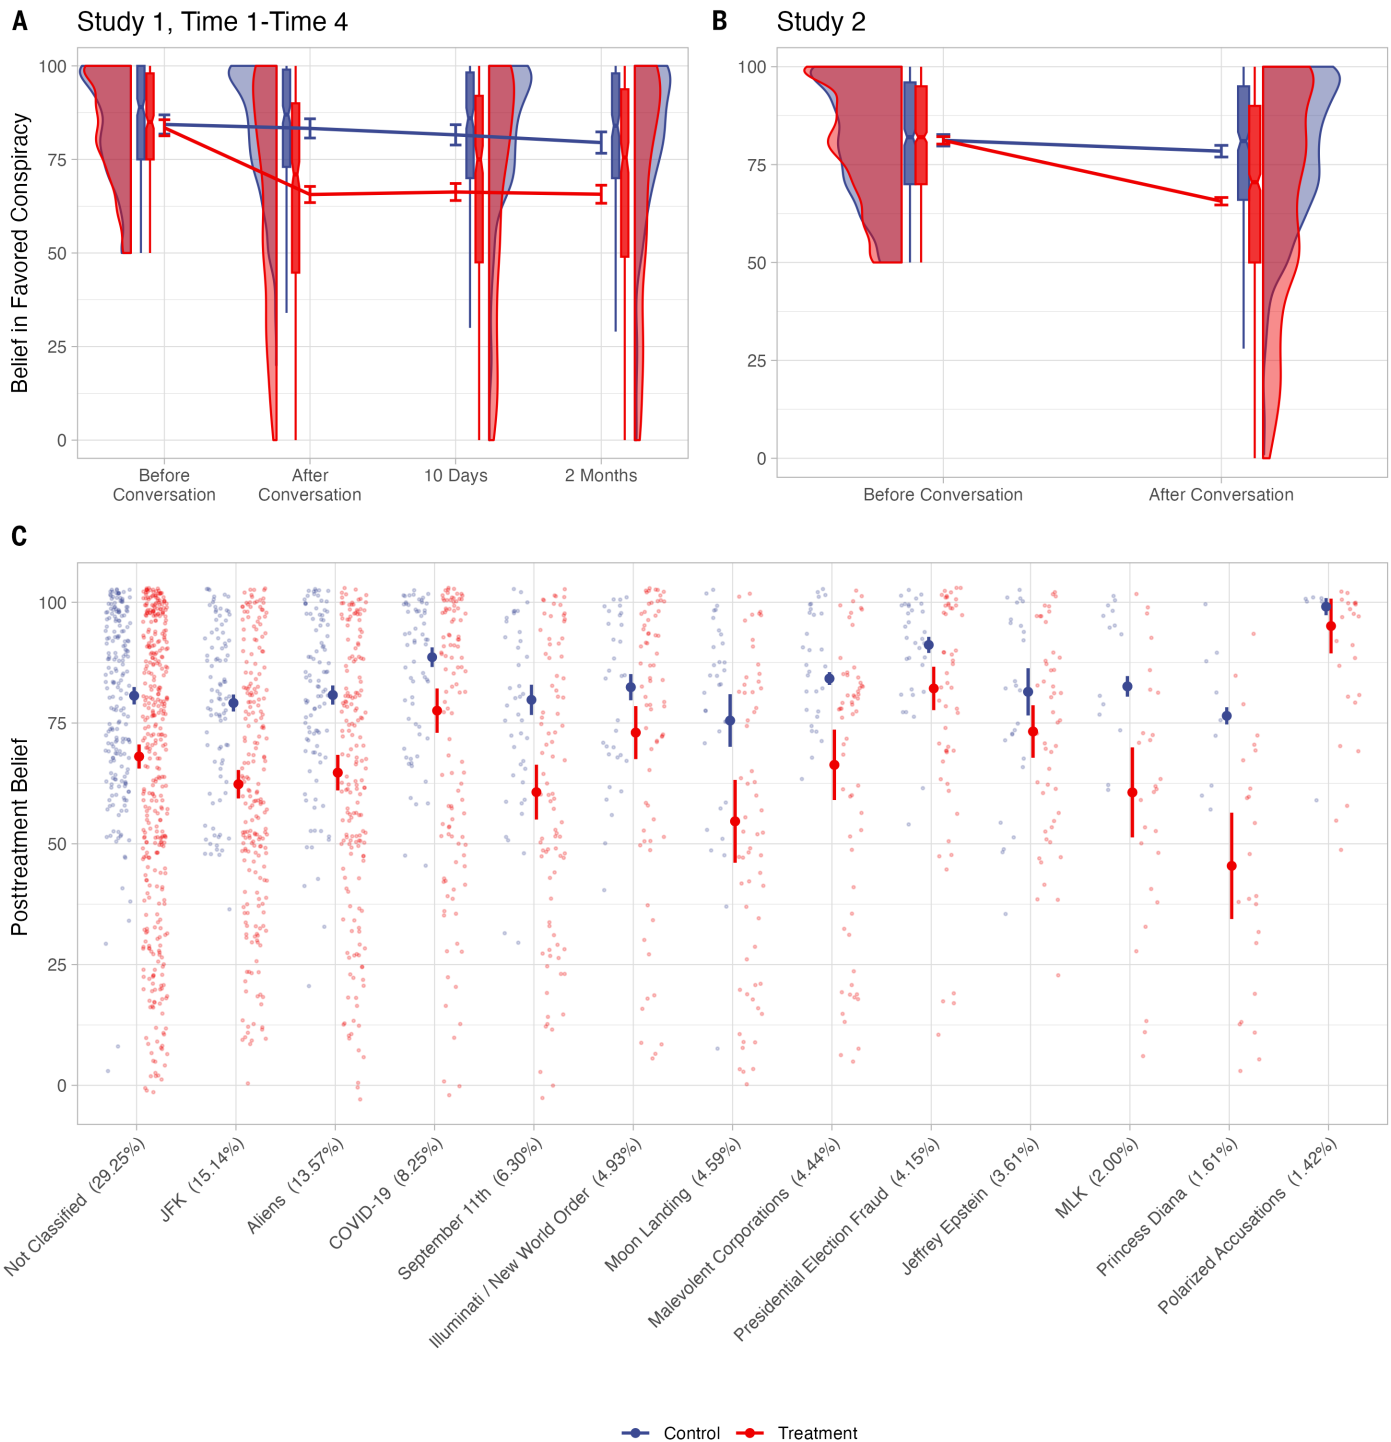 A Study 1, Time 1-Time 4
B Study 2
Belief in Favored Conspiracy
100
75
50
25
0
Before
Conversation
After
Conversation
10 Days
2 Months
100
75
50
25
0
Before Conversation
After Conversation
C
Posttreatment Belief
100
75
50
25
0
Not Classified (29.25%)
JFK (15.14%)
Aliens (13.57%)
COVID-19 (8.25%)
September 11th (6.30%)
Illuminati / New World Order (4.93%)
Moon Landing (4.59%)
Malevolent Corporations (4.44%)
Presidential Election Fraud (4.15%)
Jeffrey Epstein (3.61%)
MLK (2.00%)
Princess Diana (1.61%)
Polarized Accusations (1.42%)
Control Treatment